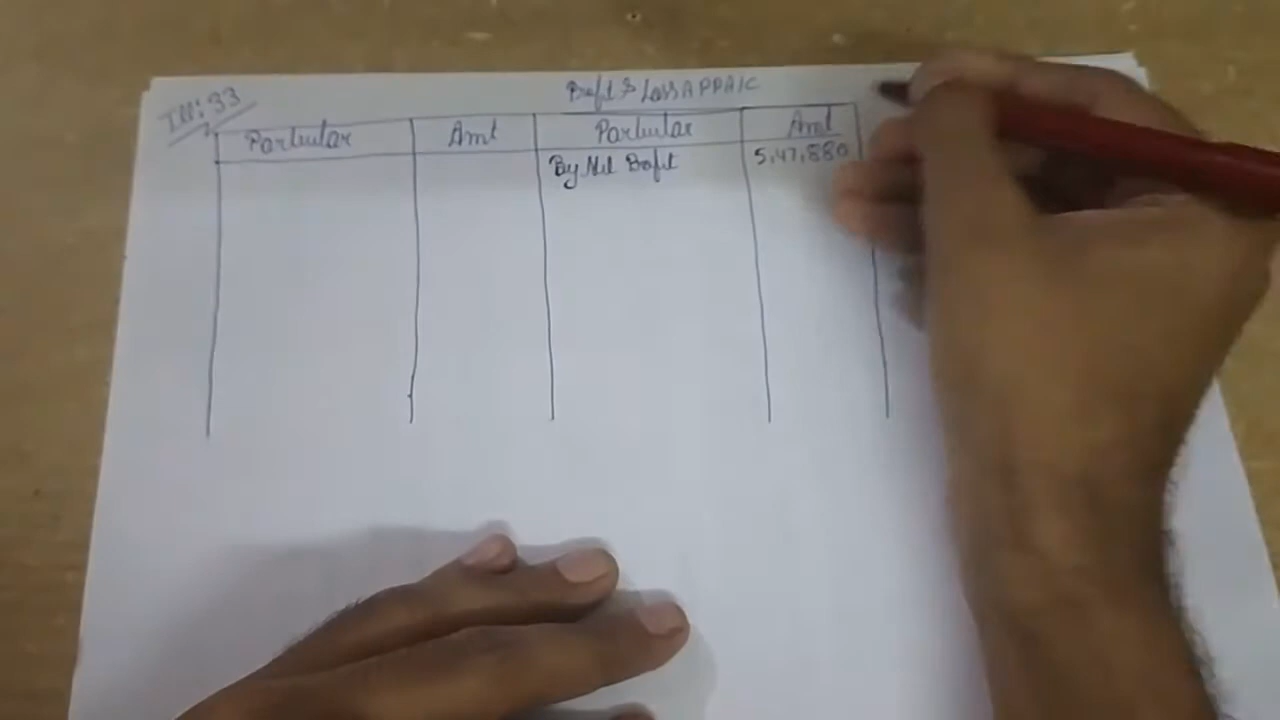 Ill: 33
Profit & Loss APP A/C
Particular Amt Particular Amt
By Net Profit 5,47,880